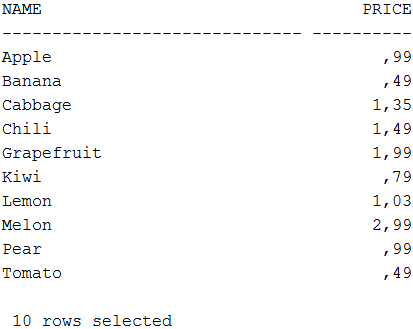 NAME                           PRICE
------------------------------ ----------
Apple                                 ,99
Banana                                ,49
Cabbage                              1,35
Chili                                1,49
Grapefruit                           1,99
Kiwi                                  ,79
Lemon                                1,03
Melon                                2,99
Pear                                  ,99
Tomato                                ,49

 10 rows selected